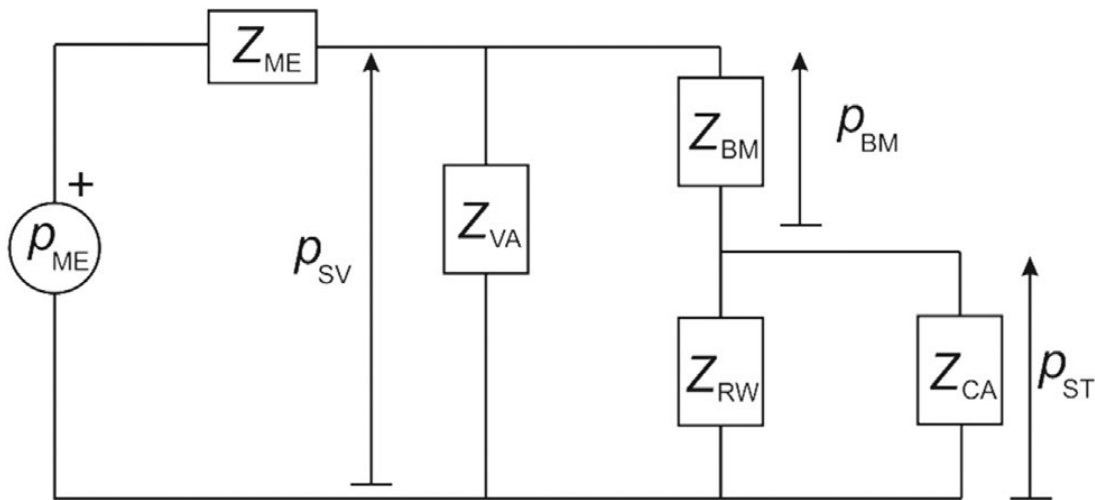 Z_ME
+
p_ME
p_SV
Z_VA
Z_BM
p_BM
Z_RW
Z_CA
p_ST